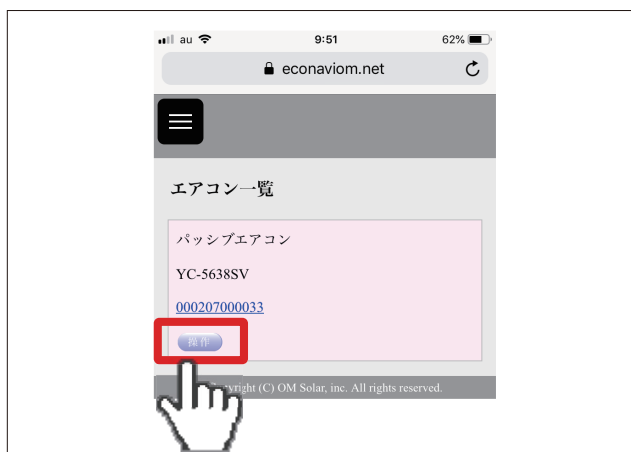 au 9:51 62%
econaviom.net
エアコン一覧
パッシブエアコン
YC-5638SV
000207000033
操作
right (C) OM Solar, inc. All rights reserved.